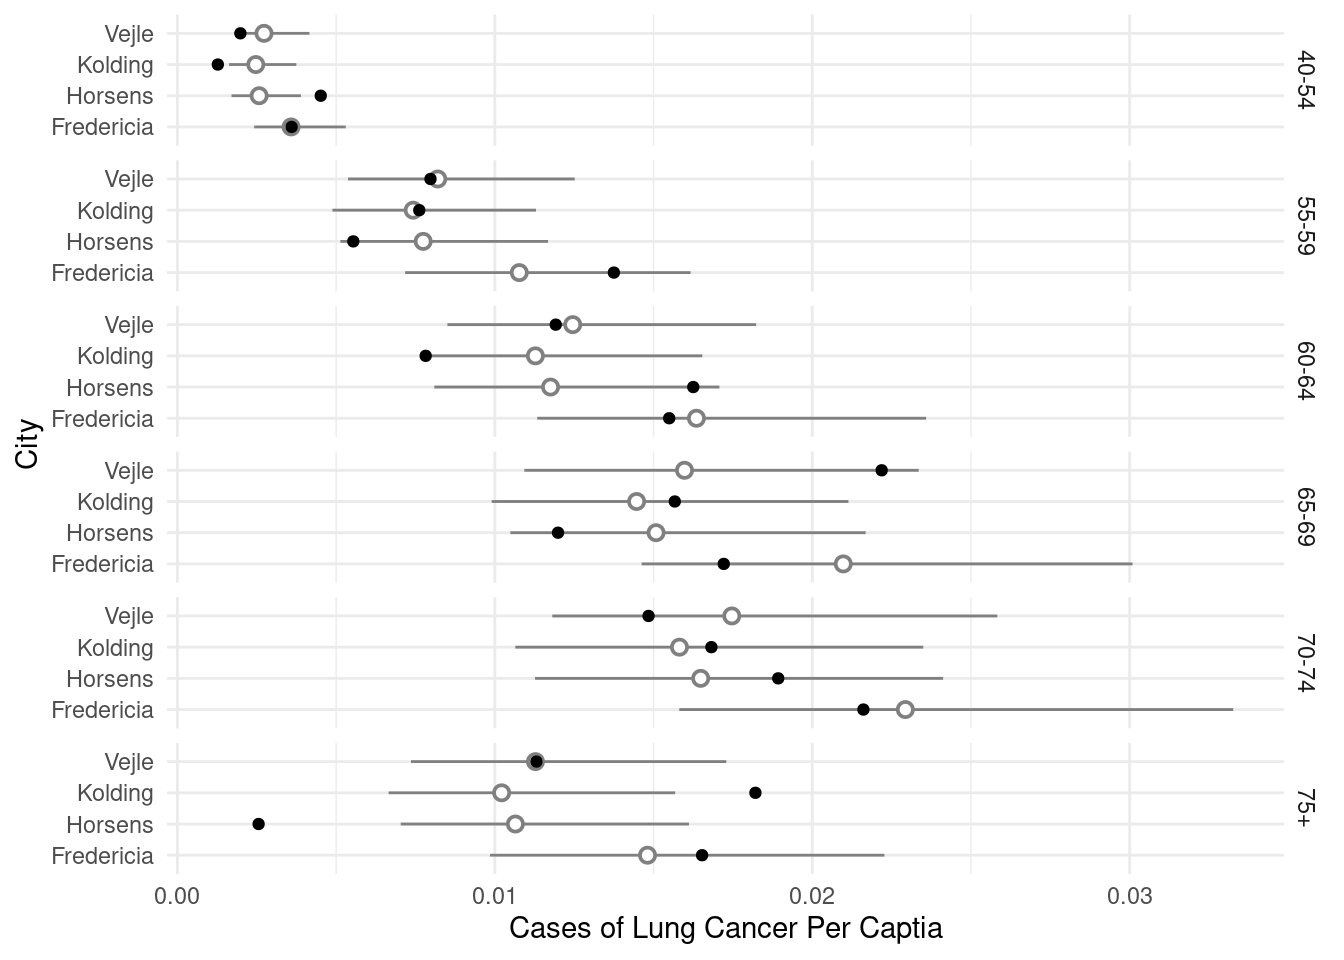 Vejle
Kolding
Horsens
Fredericia
40-54
Vejle
Kolding
Horsens
Fredericia
55-59
Vejle
Kolding
Horsens
Fredericia
60-64
Vejle
Kolding
Horsens
Fredericia
65-69
Vejle
Kolding
Horsens
Fredericia
70-74
Vejle
Kolding
Horsens
Fredericia
75+
City
0.00 0.01 0.02 0.03
Cases of Lung Cancer Per Captia